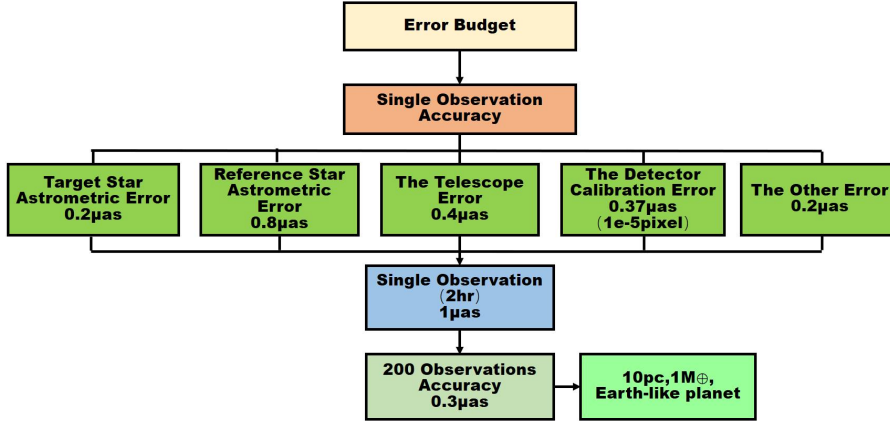 Error Budget
Single Observation
Accuracy
Target Star
Astrometric Error
0.2μas
Reference Star
Astrometric
Error
0.8μas
The Telescope
Error
0.4μas
The Detector
Calibration Error
0.37μas
(1e-5pixel)
The Other Error
0.2μas
Single Observation
(2hr)
1μas
200 Observations
Accuracy
0.3μas
10pc,1M⊕,
Earth-like planet